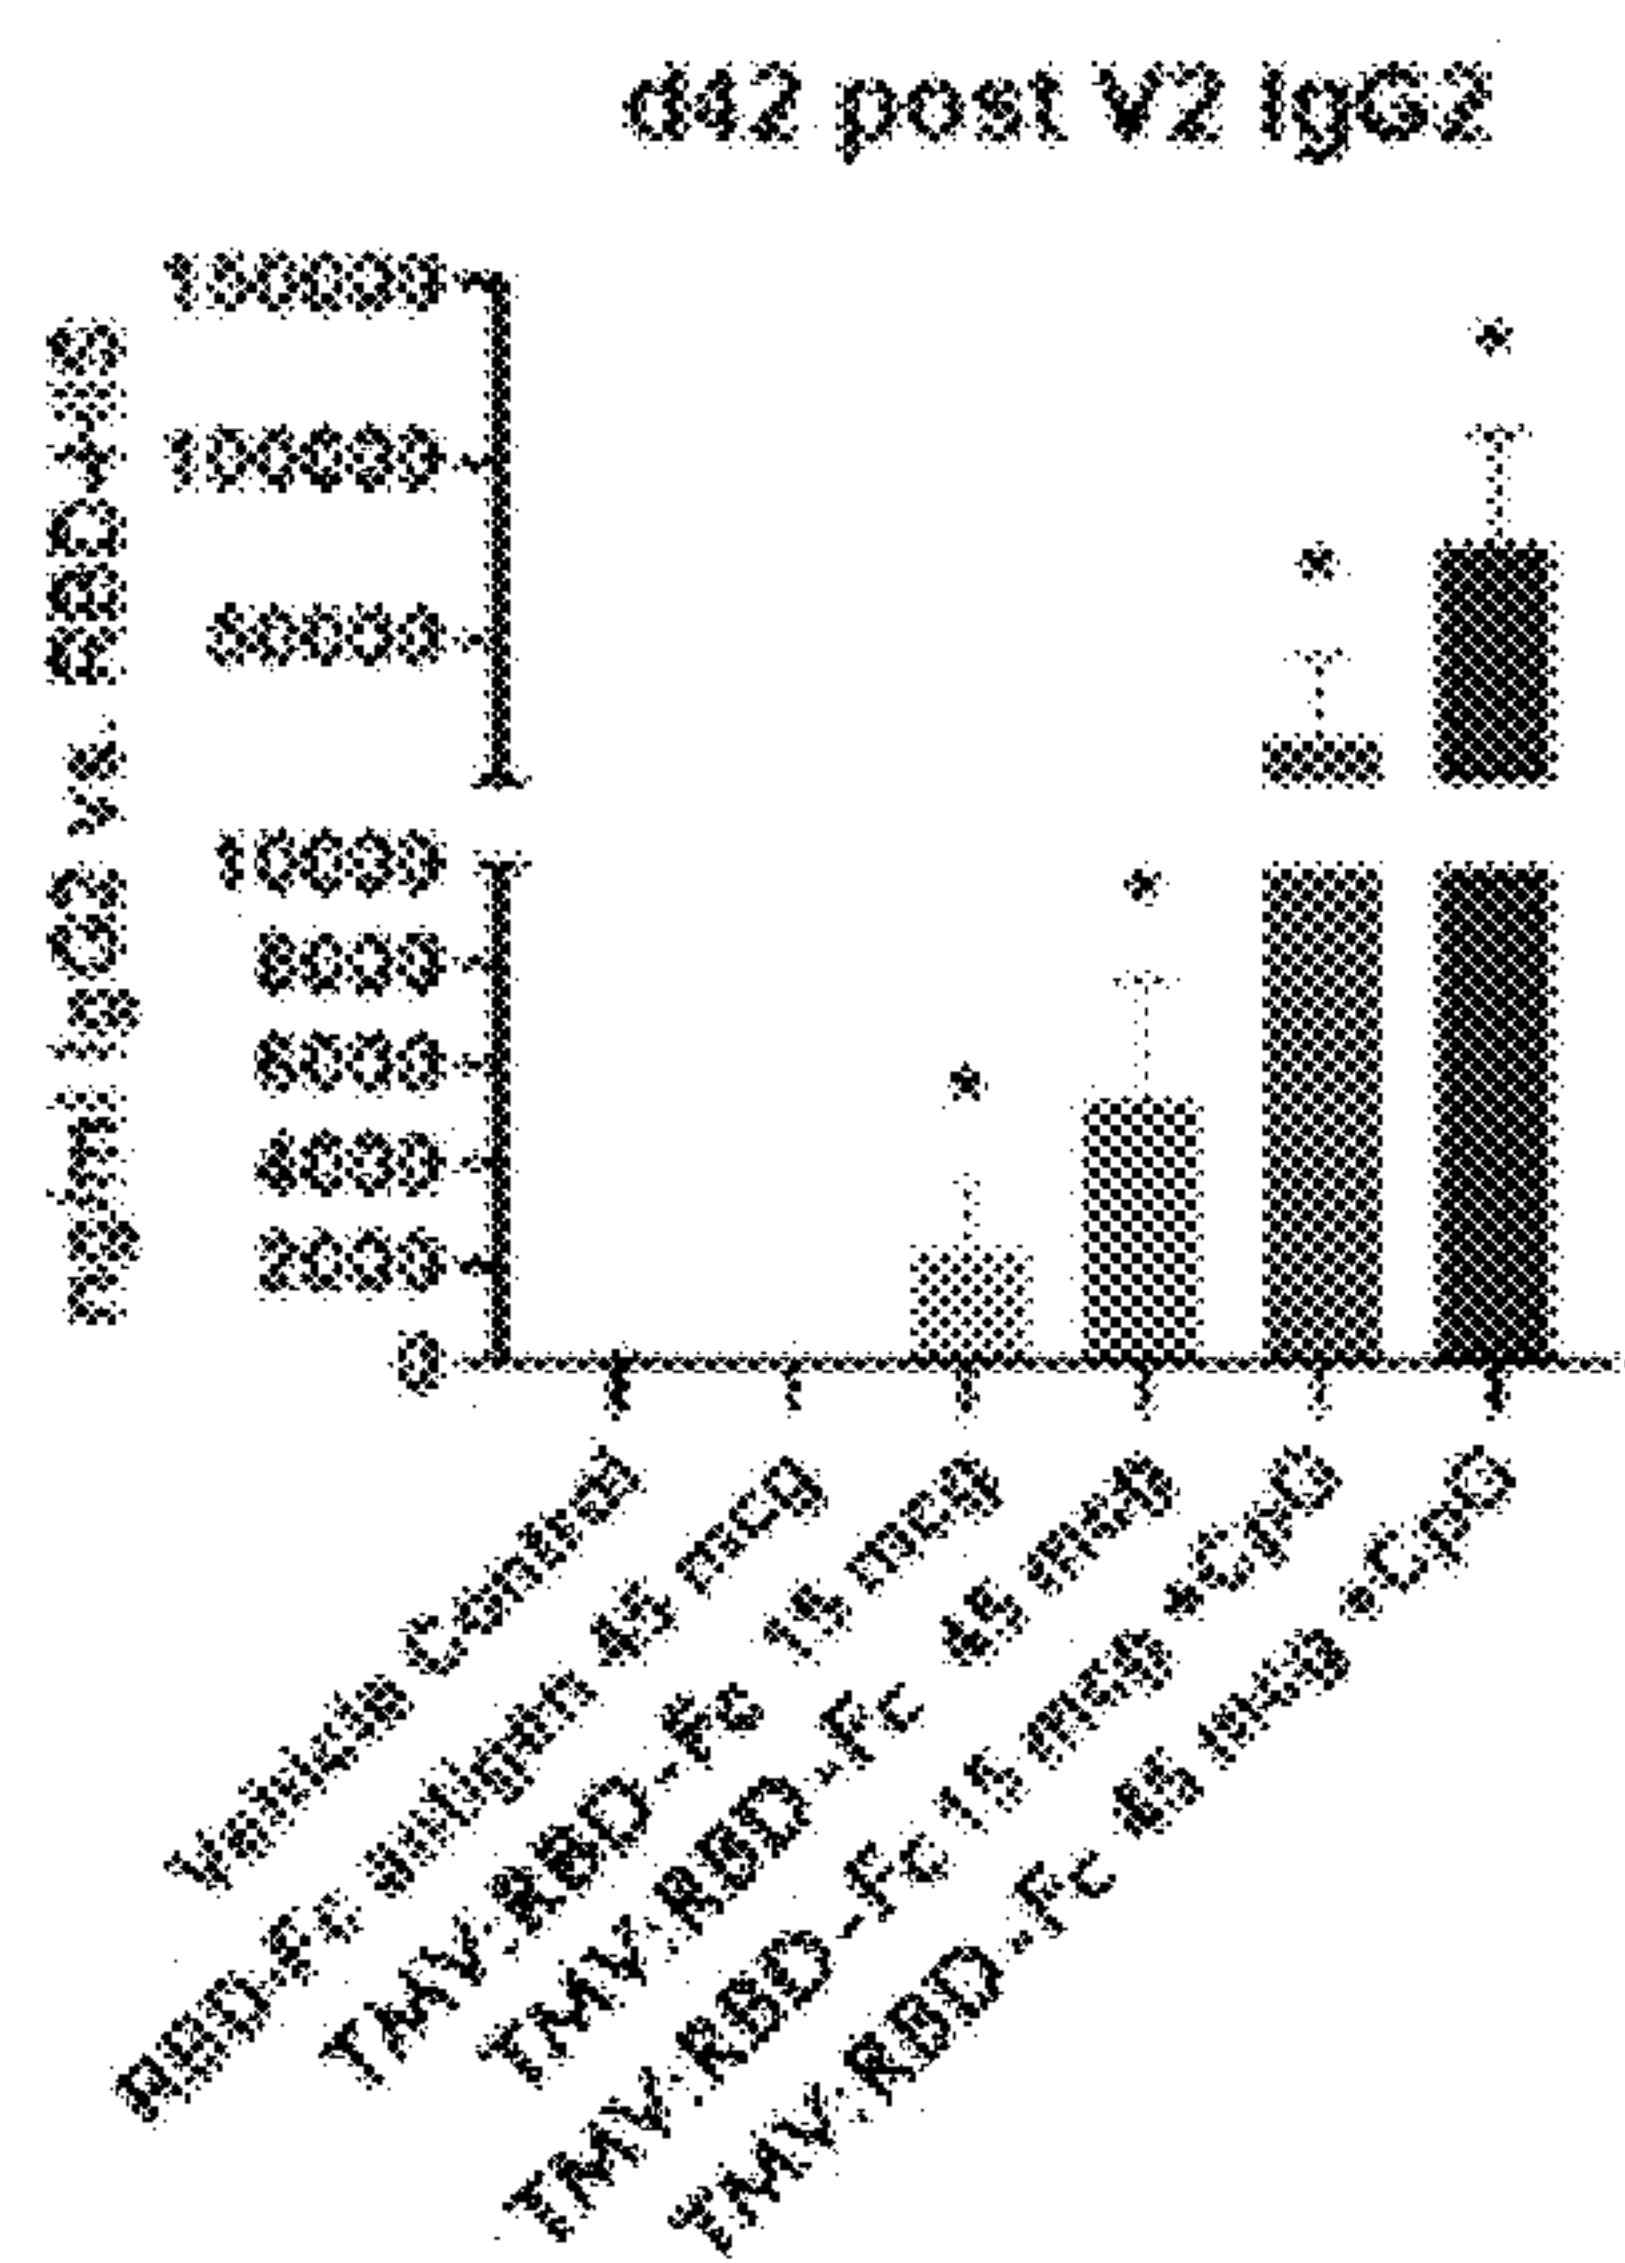 d42 post V2 IgG2
ng/ml IgG2 vs. RBD-HIS
150000
100000
50000
10000
8000
6000
4000
2000
0
Vehicle Control
RBD-Fc antigen 45 mcg
TMV:RBD-Fc 15 mcg
TMV:RBD-Fc 45 mcg
TMV:RBD-Fc 15 mcg +CpG
TMV:RBD-Fc 45 mcg +CpG
*
*
*
*